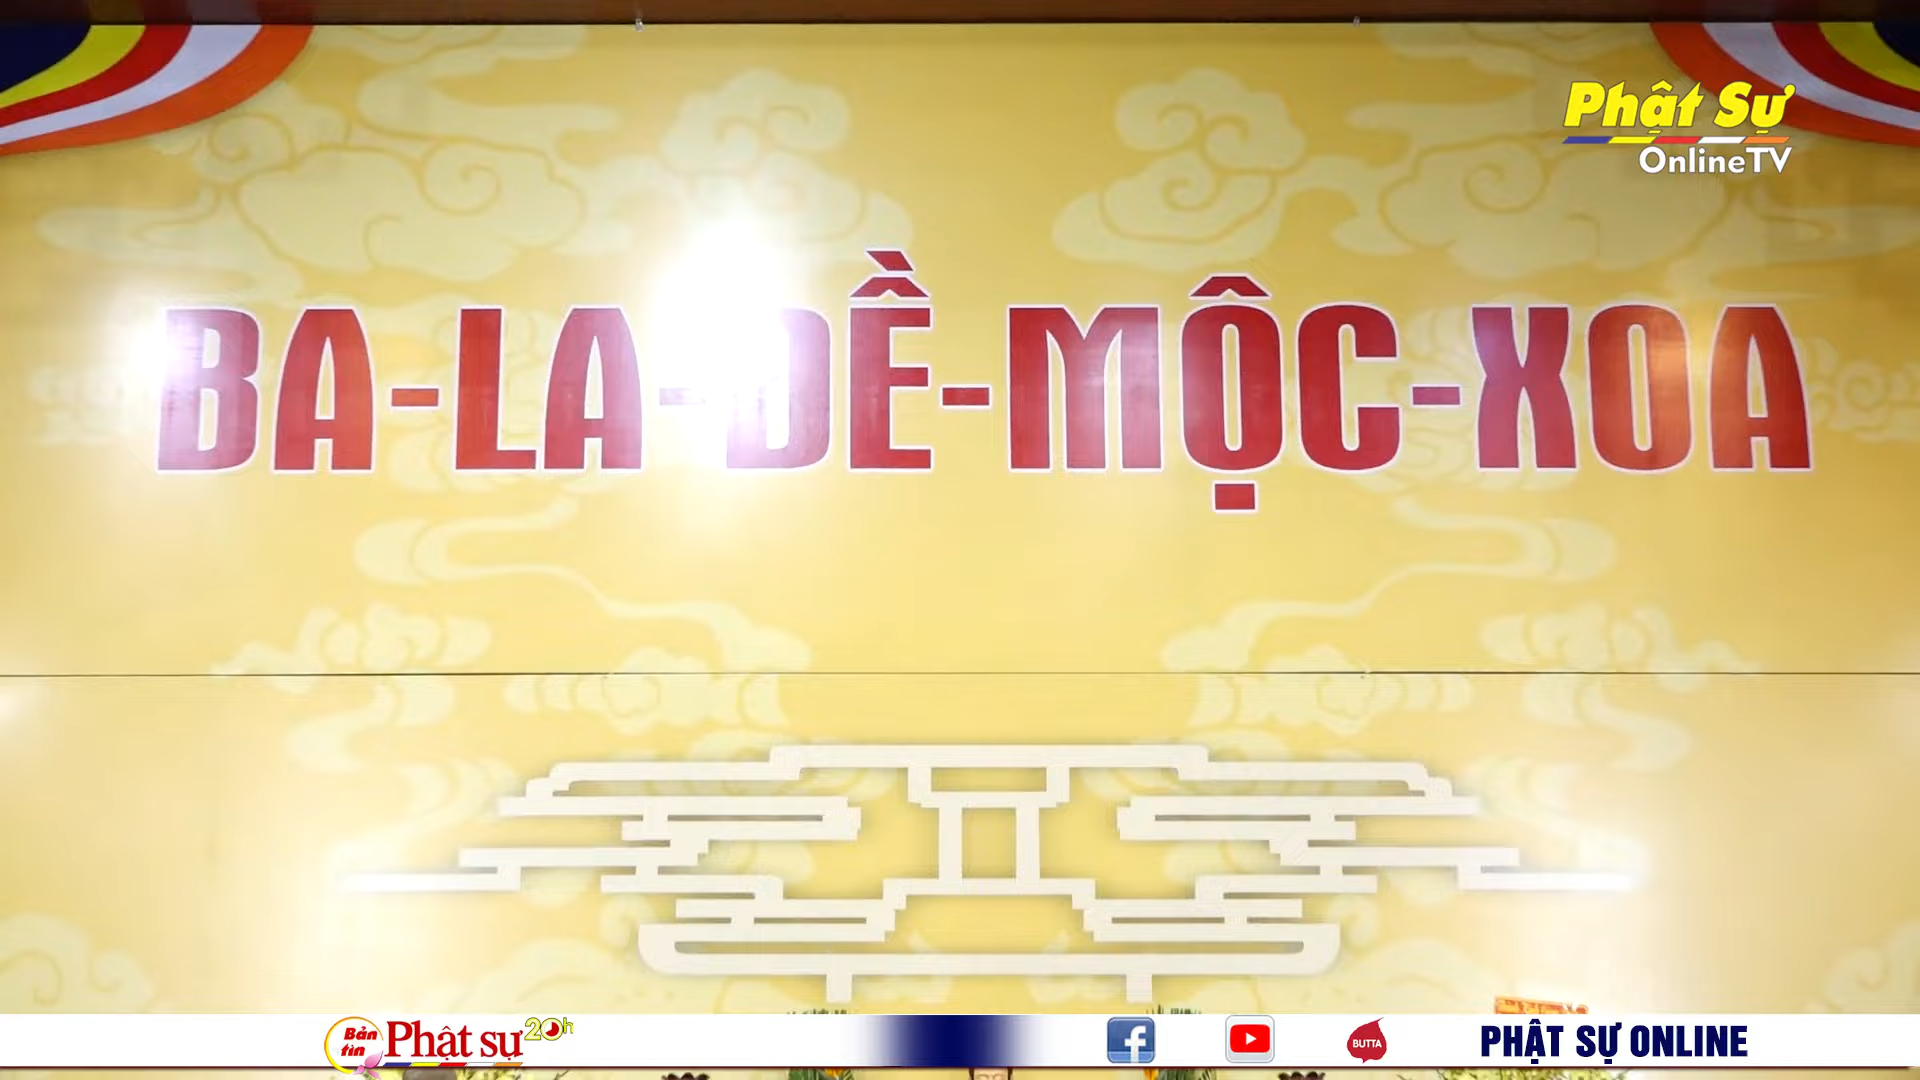 Phật Sự
OnlineTV
BA-LA-ĐỀ-MỘC-XOA
Bản tin Phật sự 20h
BUTTA
PHẬT SỰ ONLINE